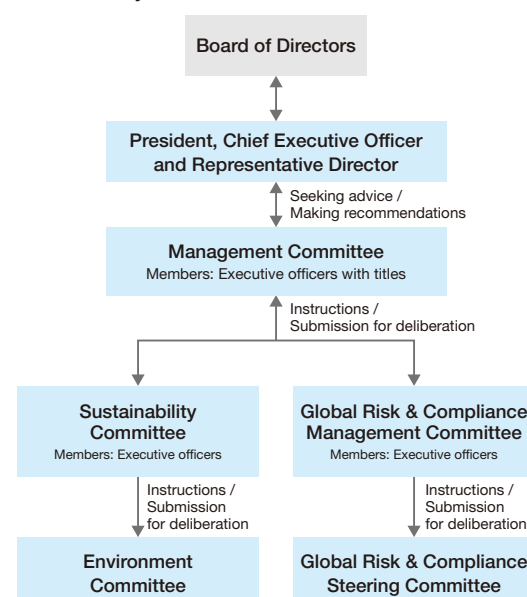 Board of Directors
President, Chief Executive Officer
and Representative Director
Seeking advice /
Making recommendations
Management Committee
Members: Executive officers with titles
Instructions /
Submission for deliberation
Sustainability
Committee
Members: Executive officers
Global Risk & Compliance
Management Committee
Members: Executive officers
Instructions /
Submission
for deliberation
Instructions /
Submission
for deliberation
Environment
Committee
Global Risk & Compliance
Steering Committee